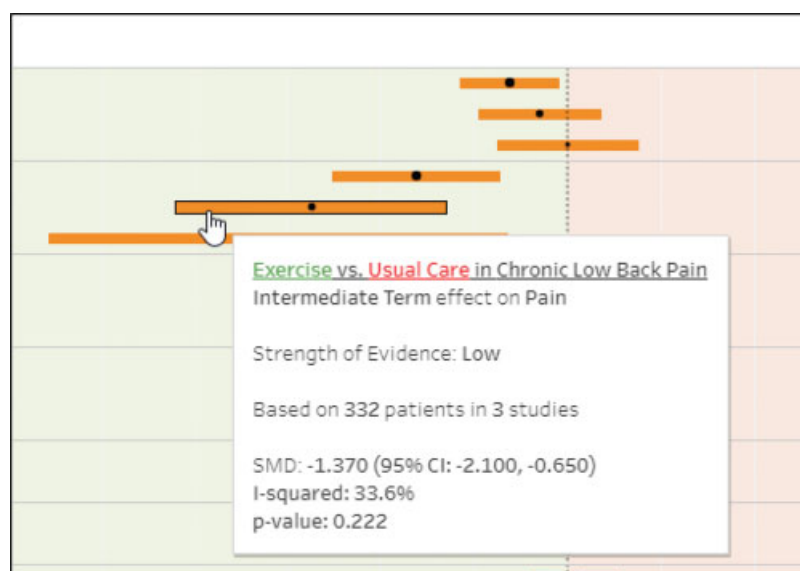 Exercise vs. Usual Care in Chronic Low Back Pain
Intermediate Term effect on Pain
Strength of Evidence: Low
Based on 332 patients in 3 studies
SMD: -1.370 (95% CI: -2.100, -0.650)
I-squared: 33.6%
p-value: 0.222